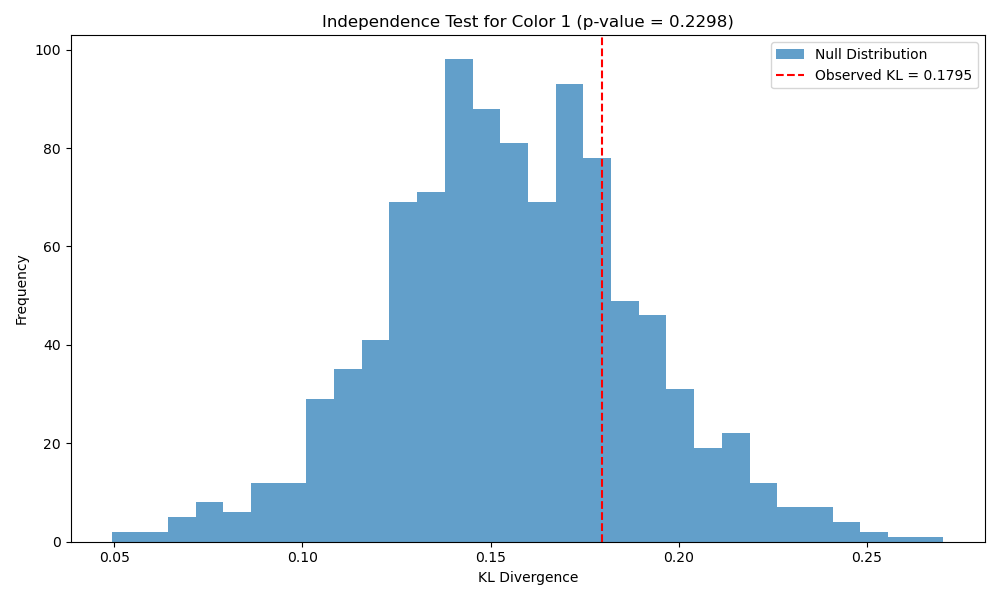 Independence Test for Color 1 (p-value = 0.2298)
Null Distribution
Observed KL = 0.1795
Frequency
100
80
60
40
20
0
0.05
0.10
0.15
0.20
0.25
KL Divergence